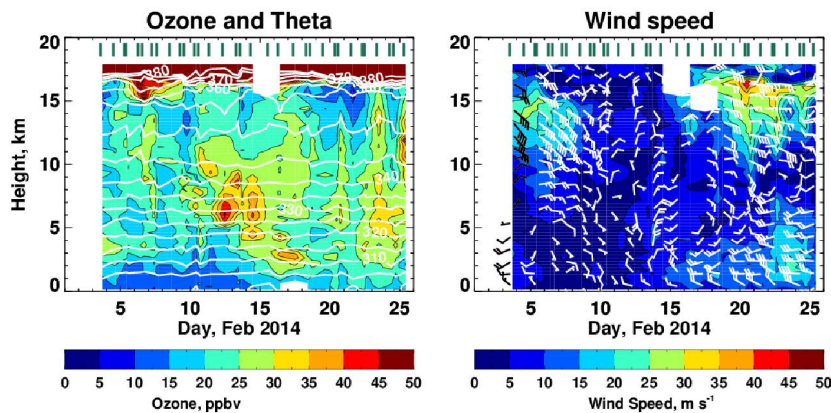 Ozone and Theta
Wind speed
20
15
10
5
0
Height, km
380
370
360
370
380
340
330
320
310
5 10 15 20 25
Day, Feb 2014
0 5 10 15 20 25 30 35 40 45 50
Ozone, ppbv
20
15
10
5
0
5 10 15 20 25
Day, Feb 2014
0 5 10 15 20 25 30 35 40 45 50
Wind Speed, m s⁻¹